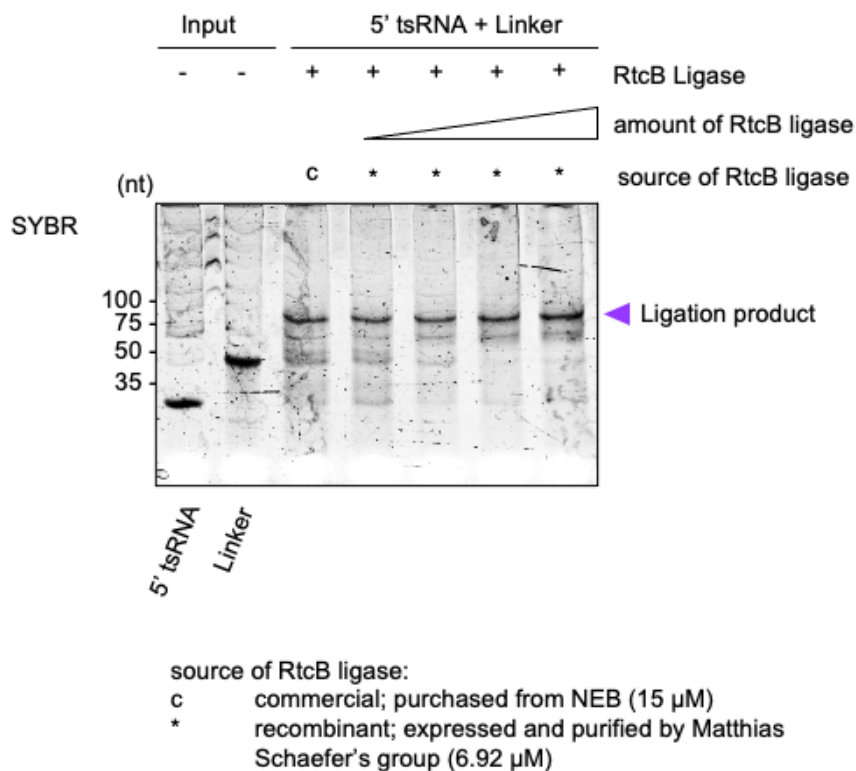 Input 5' tsRNA + Linker
- - + + + + + RtcB Ligase
amount of RtcB ligase
(nt) c * * * * source of RtcB ligase
SYBR
100
75 Ligation product
50
35
5' tsRNA Linker
source of RtcB ligase:
c commercial; purchased from NEB (15 µM)
* recombinant; expressed and purified by Matthias
Schaefer's group (6.92 µM)